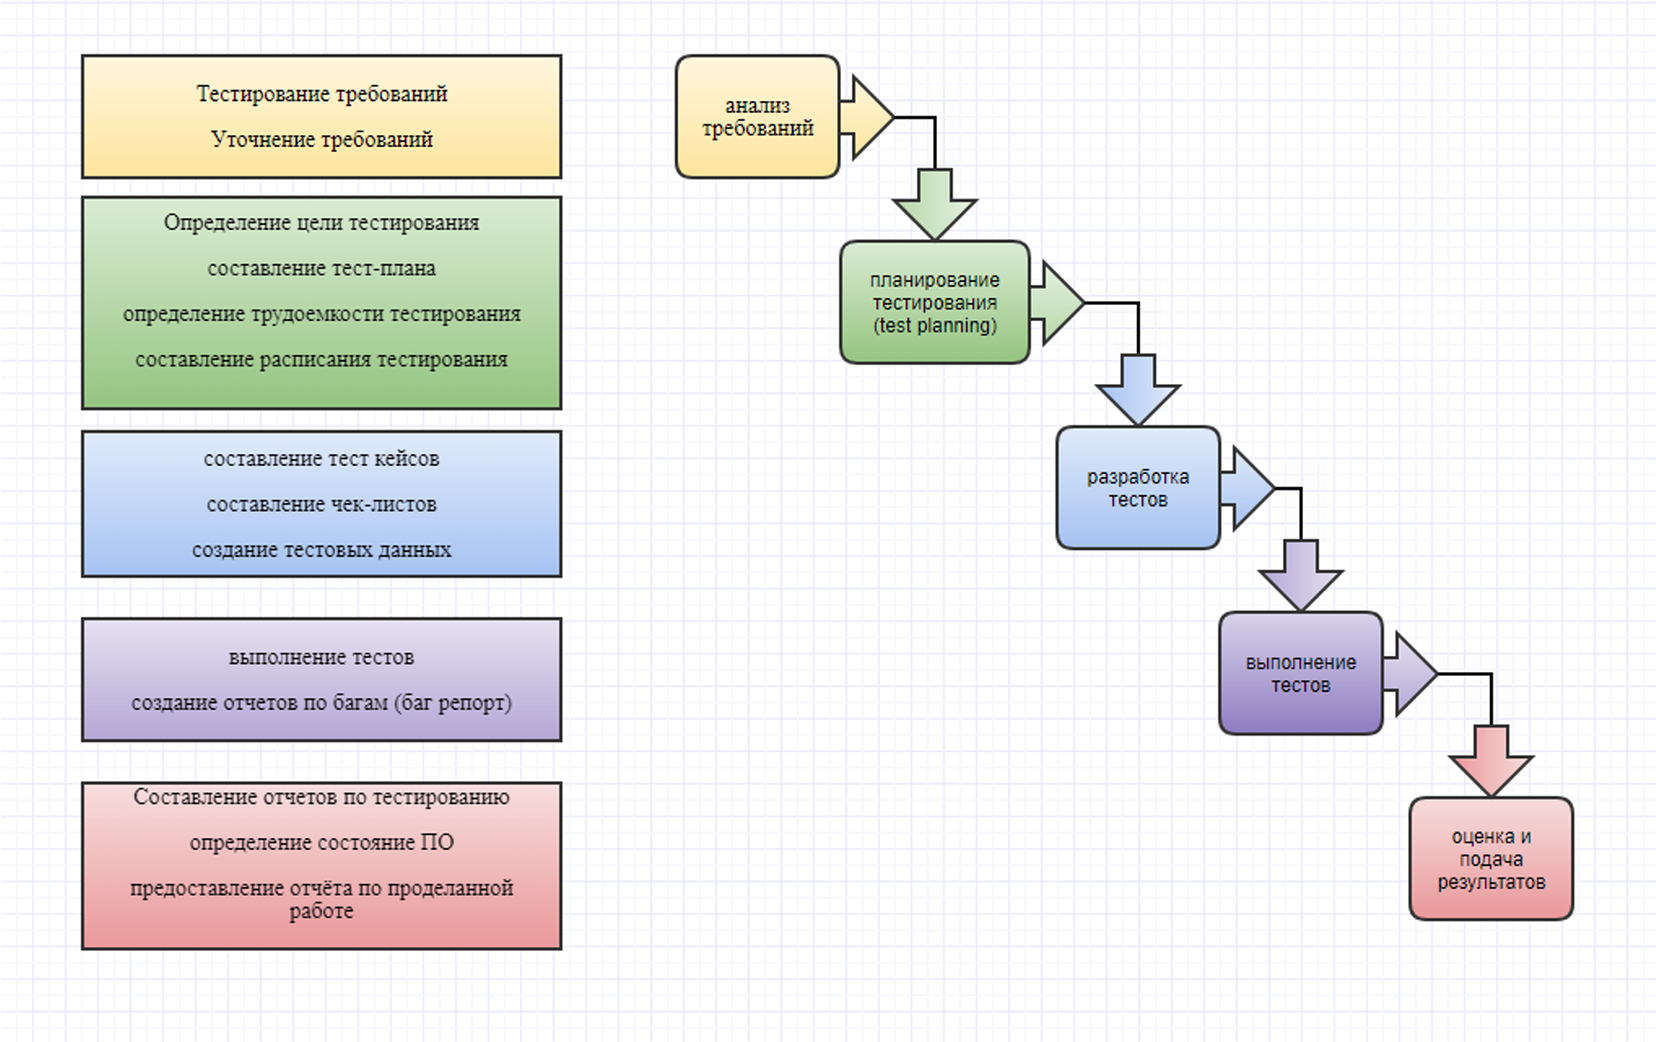 Тестирование требований
Уточнение требований
Определение цели тестирования
составление тест-плана
определение трудоемкости тестирования
составление расписания тестирования
составление тест кейсов
составление чек-листов
создание тестовых данных
выполнение тестов
создание отчетов по багам (баг репорт)
Составление отчетов по тестированию
определение состояние ПО
предоставление отчёта по проделанной
работе
анализ
требований
планирование
тестирования
(test planning)
разработка
тестов
выполнение
тестов
оценка и
подача
результатов